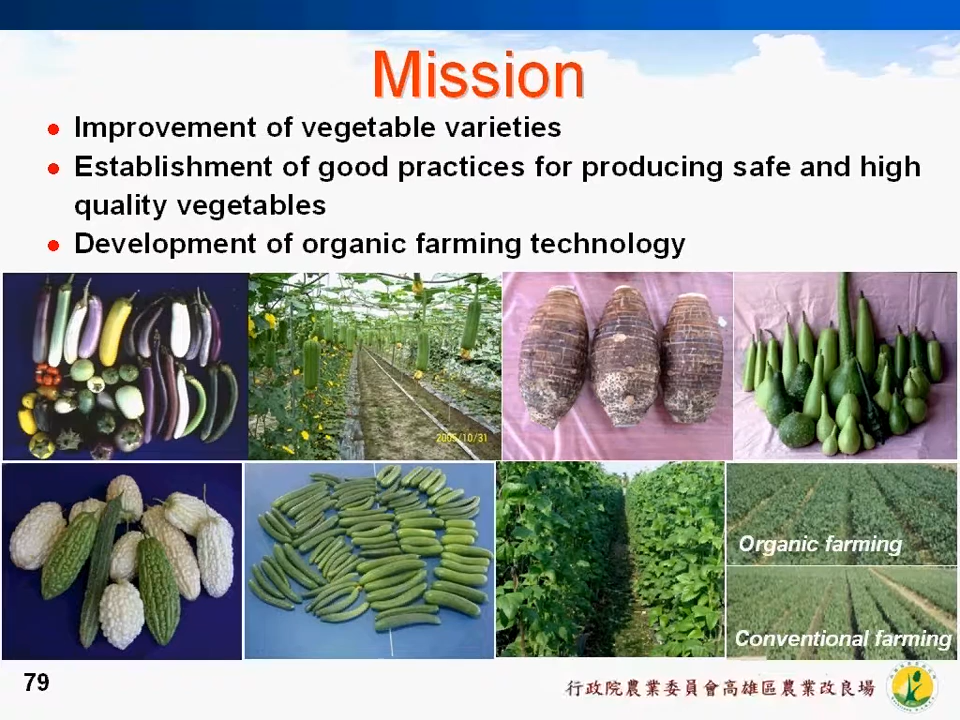 Mission
Improvement of vegetable varieties
Establishment of good practices for producing safe and high
quality vegetables
Development of organic farming technology
2005/10/31
Organic farming
Conventional farming
79
行政院農業委員會高雄區農業改良場